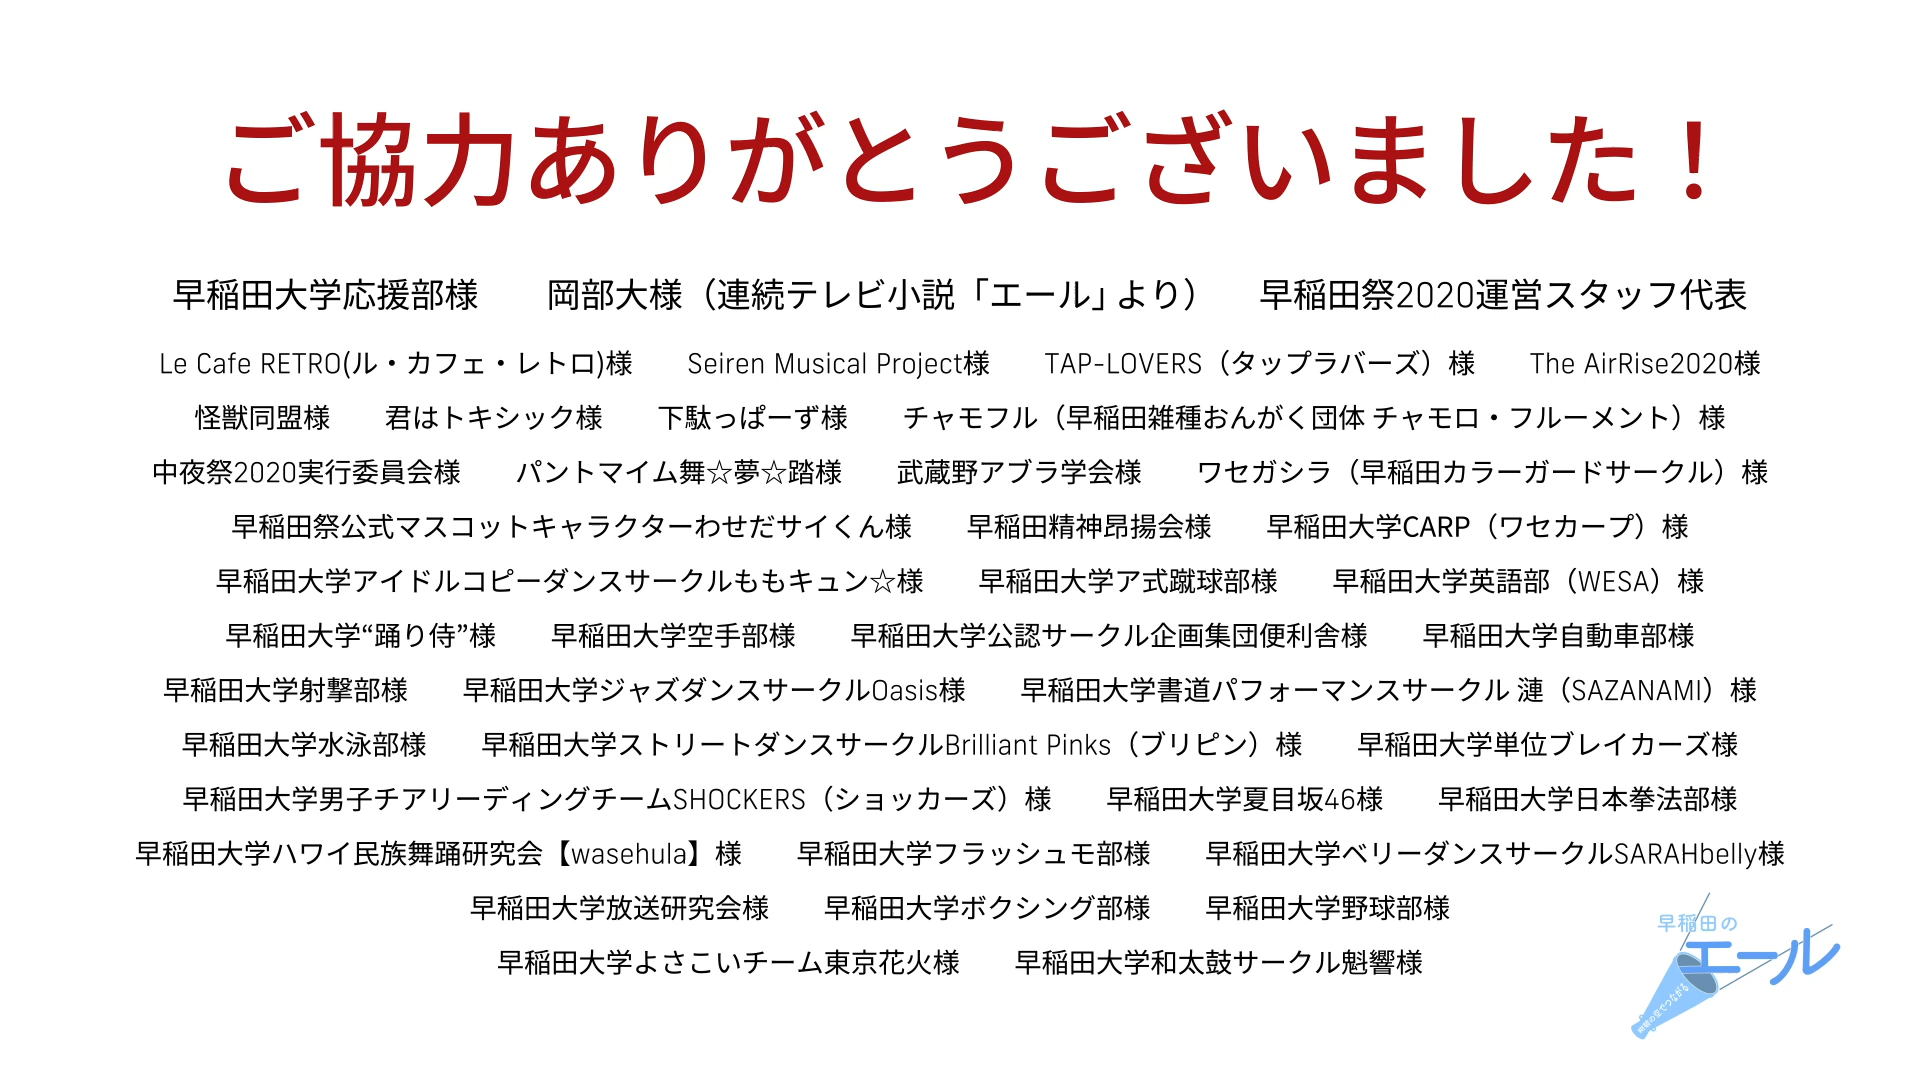 ご協力ありがとうございました！
早稲田大学応援部様　　岡部大様（連続テレビ小説「エール」より）　　早稲田祭2020運営スタッフ代表
Le Cafe RETRO(ル・カフェ・レトロ)様　　Seiren Musical Project様　　TAP-LOVERS（タップラバーズ）様　　The AirRise2020様
怪獣同盟様　　君はトキシック様　　下駄っぱーず様　　チャモフル（早稲田雑種おんがく団体 チャモロ・フルーメント）様
中夜祭2020実行委員会様　　パントマイム舞☆夢☆踏様　　武蔵野アブラ学会様　　ワセガシラ（早稲田カラーガードサークル）様
早稲田祭公式マスコットキャラクターわせだサイくん様　　早稲田精神昂揚会様　　早稲田大学CARP（ワセカープ）様
早稲田大学アイドルコピーダンスサークルももキュン☆様　　早稲田大学ア式蹴球部様　　早稲田大学英語部（WESA）様
早稲田大学“踊り侍”様　　早稲田大学空手部様　　早稲田大学公認サークル企画集団便利舎様　　早稲田大学自動車部様
早稲田大学射撃部様　　早稲田大学ジャズダンスサークルOasis様　　早稲田大学書道パフォーマンスサークル 漣（SAZANAMI）様
早稲田大学水泳部様　　早稲田大学ストリートダンスサークルBrilliant Pinks（ブリピン）様　　早稲田大学単位ブレイカーズ様
早稲田大学男子チアリーディングチームSHOCKERS（ショッカーズ）様　　早稲田大学夏目坂46様　　早稲田大学日本拳法部様
早稲田大学ハワイ民族舞踊研究会【wasehula】様　　早稲田大学フラッシュモ部様　　早稲田大学ベリーダンスサークルSARAHbelly様
早稲田大学放送研究会様　　早稲田大学ボクシング部様　　早稲田大学野球部様
早稲田大学よさこいチーム東京花火様　　早稲田大学和太鼓サークル魁響様
早稲田の
エール